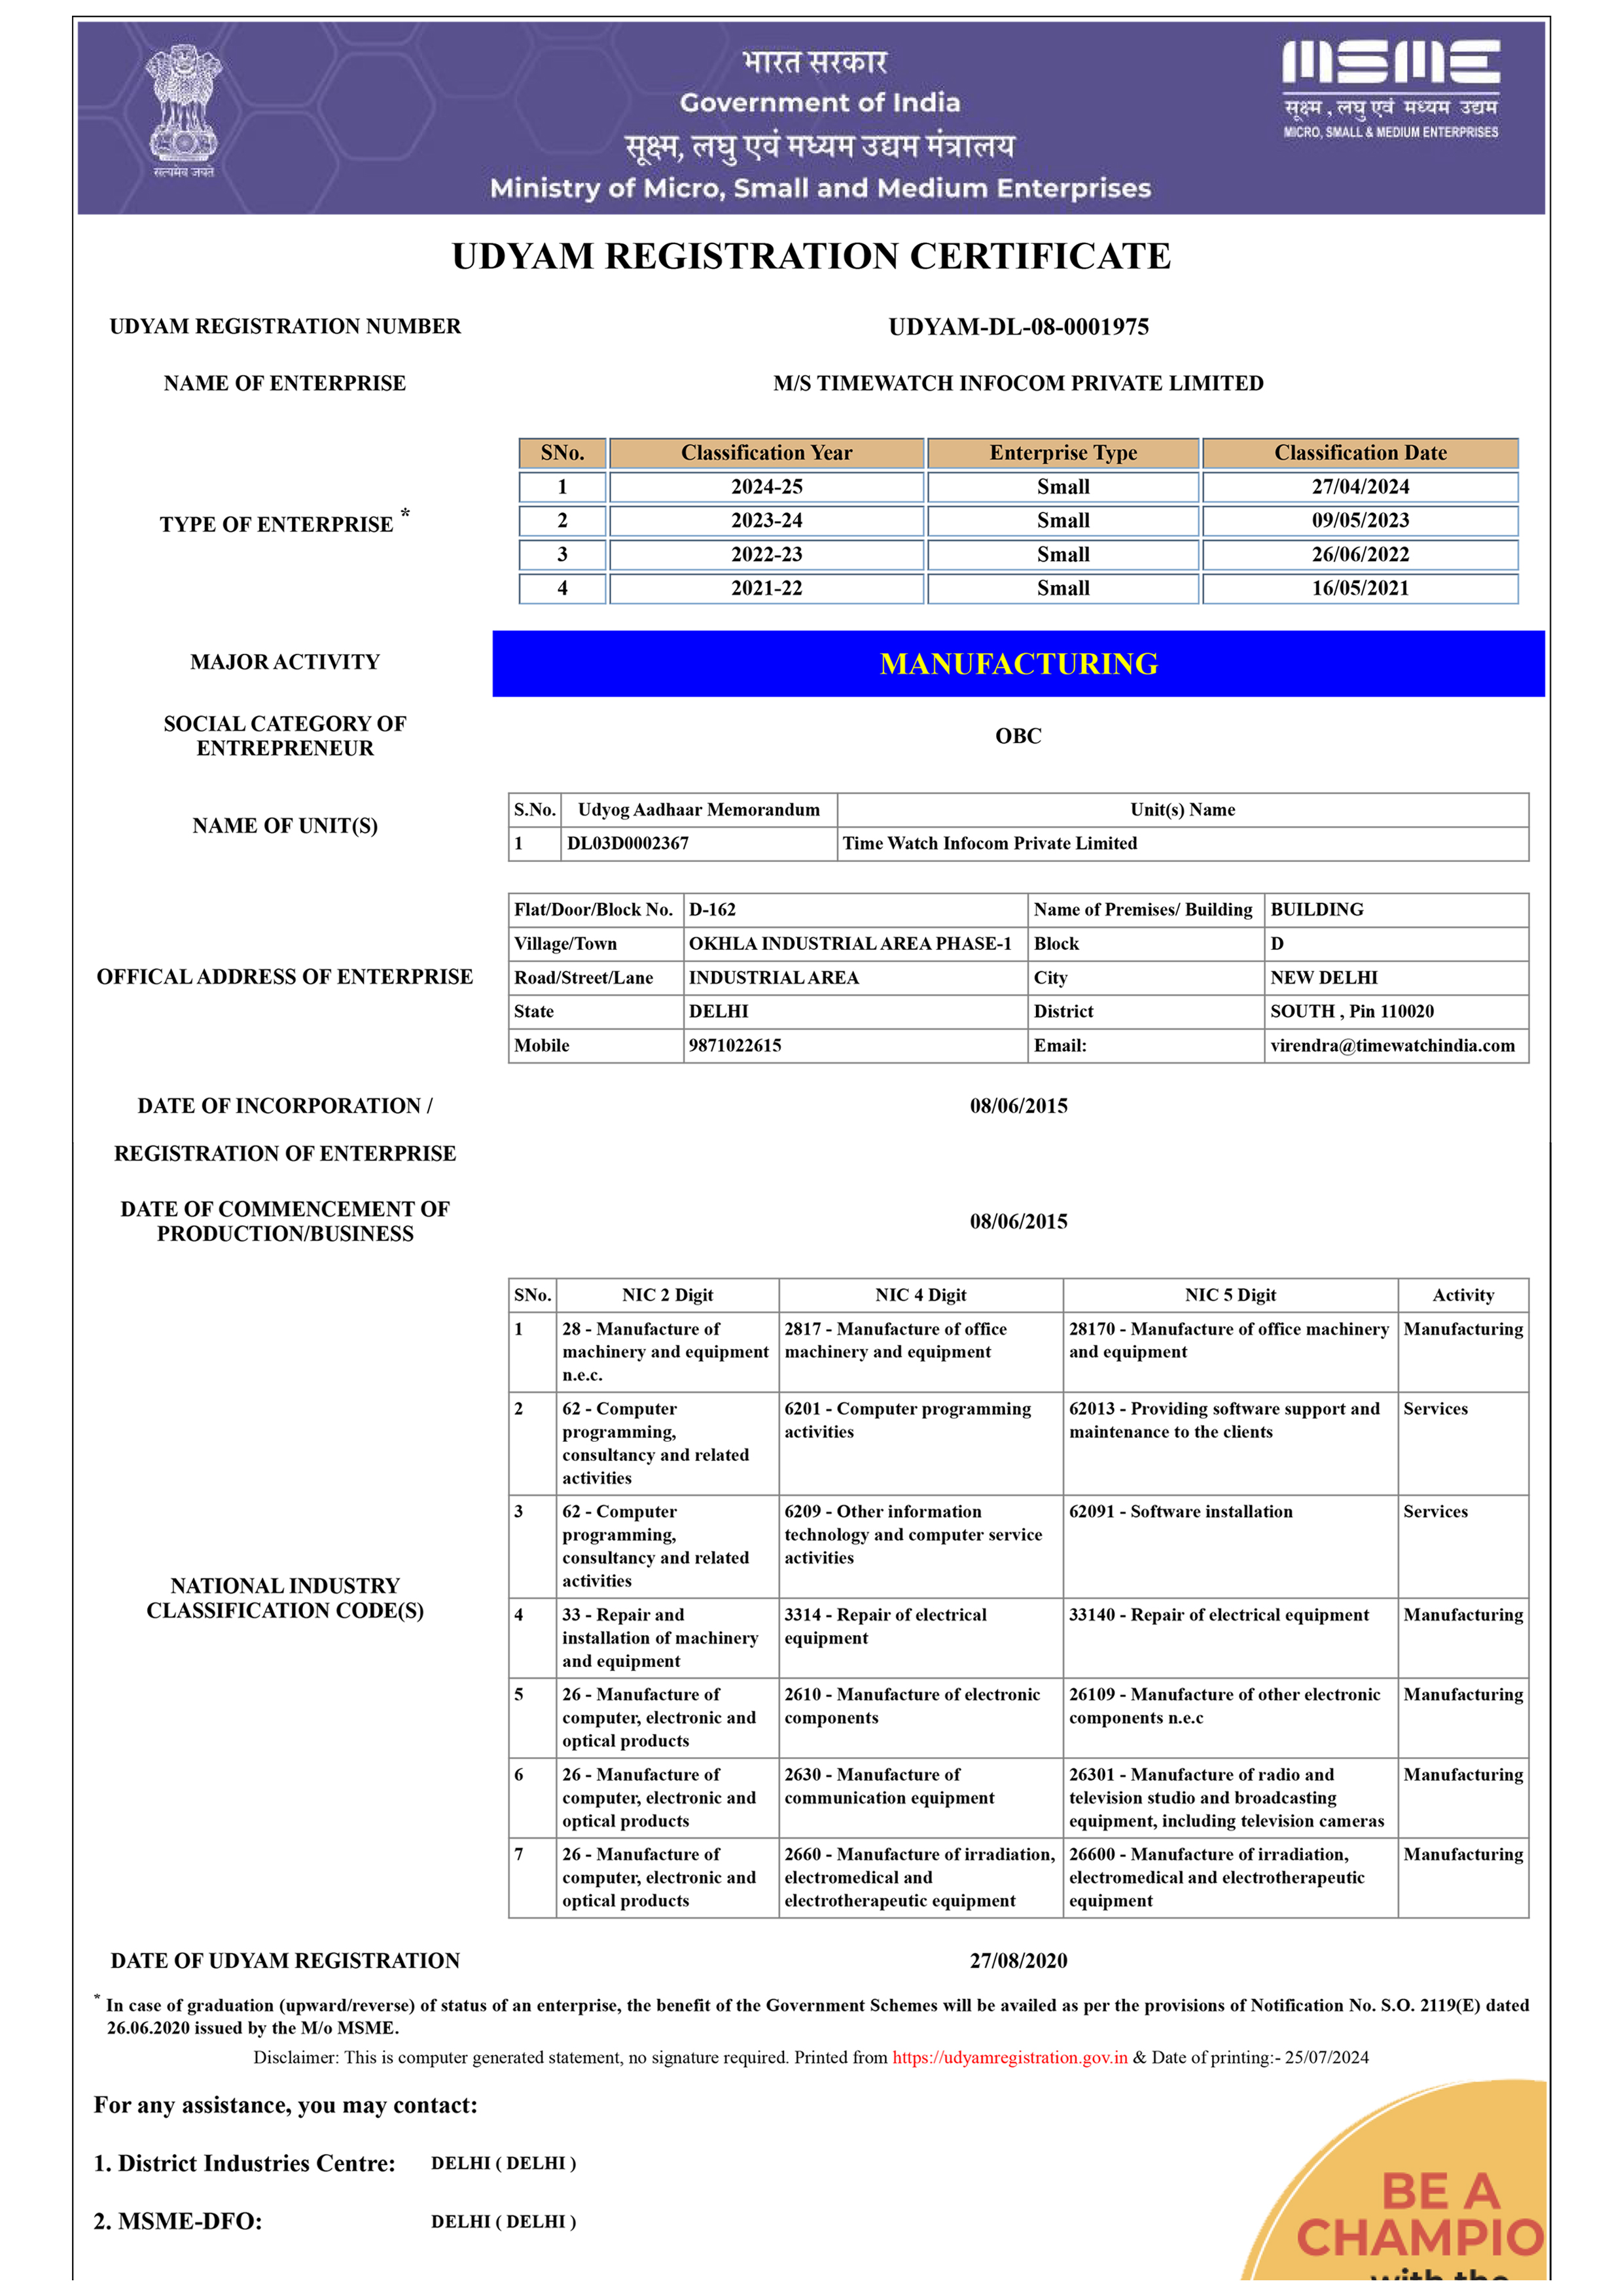 भारत सरकार
Government of India
सूक्ष्म, लघु एवं मध्यम उद्यम मंत्रालय
Ministry of Micro, Small and Medium Enterprises
सत्यमेव जयते
MSME
सूक्ष्म, लघु एवं मध्यम उद्यम
MICRO, SMALL & MEDIUM ENTERPRISES
UDYAM REGISTRATION CERTIFICATE
UDYAM REGISTRATION NUMBER UDYAM-DL-08-0001975
NAME OF ENTERPRISE M/S TIMEWATCH INFOCOM PRIVATE LIMITED
TYPE OF ENTERPRISE *
SNo. Classification Year Enterprise Type Classification Date
1 2024-25 Small 27/04/2024
2 2023-24 Small 09/05/2023
3 2022-23 Small 26/06/2022
4 2021-22 Small 16/05/2021
MAJOR ACTIVITY MANUFACTURING
SOCIAL CATEGORY OF
ENTREPRENEUR
OBC
NAME OF UNIT(S)
S.No. Udyog Aadhaar Memorandum Unit(s) Name
1 DL03D0002367 Time Watch Infocom Private Limited
OFFICAL ADDRESS OF ENTERPRISE
Flat/Door/Block No. D-162 Name of Premises/ Building BUILDING
Village/Town OKHLA INDUSTRIAL AREA PHASE-1 Block D
Road/Street/Lane INDUSTRIAL AREA City NEW DELHI
State DELHI District SOUTH , Pin 110020
Mobile 9871022615 Email: virendra@timewatchindia.com
DATE OF INCORPORATION / 08/06/2015
REGISTRATION OF ENTERPRISE
DATE OF COMMENCEMENT OF
PRODUCTION/BUSINESS
08/06/2015
NATIONAL INDUSTRY
CLASSIFICATION CODE(S)
SNo. NIC 2 Digit NIC 4 Digit NIC 5 Digit Activity
1 28 - Manufacture of 2817 - Manufacture of office 28170 - Manufacture of office machinery Manufacturing
machinery and equipment machinery and equipment and equipment
n.e.c.
2 62 - Computer 6201 - Computer programming 62013 - Providing software support and Services
programming, activities maintenance to the clients
consultancy and related
activities
3 62 - Computer 6209 - Other information 62091 - Software installation Services
programming, technology and computer service
consultancy and related activities
activities
4 33 - Repair and 3314 - Repair of electrical 33140 - Repair of electrical equipment Manufacturing
installation of machinery equipment
and equipment
5 26 - Manufacture of 2610 - Manufacture of electronic 26109 - Manufacture of other electronic Manufacturing
computer, electronic and components components n.e.c
optical products
6 26 - Manufacture of 2630 - Manufacture of 26301 - Manufacture of radio and Manufacturing
computer, electronic and communication equipment television studio and broadcasting
optical products equipment, including television cameras
7 26 - Manufacture of 2660 - Manufacture of irradiation, 26600 - Manufacture of irradiation, Manufacturing
computer, electronic and electromedical and electromedical and electrotherapeutic
optical products electrotherapeutic equipment equipment
DATE OF UDYAM REGISTRATION 27/08/2020
* In case of graduation (upward/reverse) of status of an enterprise, the benefit of the Government Schemes will be availed as per the provisions of Notification No. S.O. 2119(E) dated
26.06.2020 issued by the M/o MSME.
Disclaimer: This is computer generated statement, no signature required. Printed from https://udyamregistration.gov.in & Date of printing:- 25/07/2024
For any assistance, you may contact:
1. District Industries Centre: DELHI ( DELHI )
2. MSME-DFO: DELHI ( DELHI )
BE A
CHAMPIO
with the